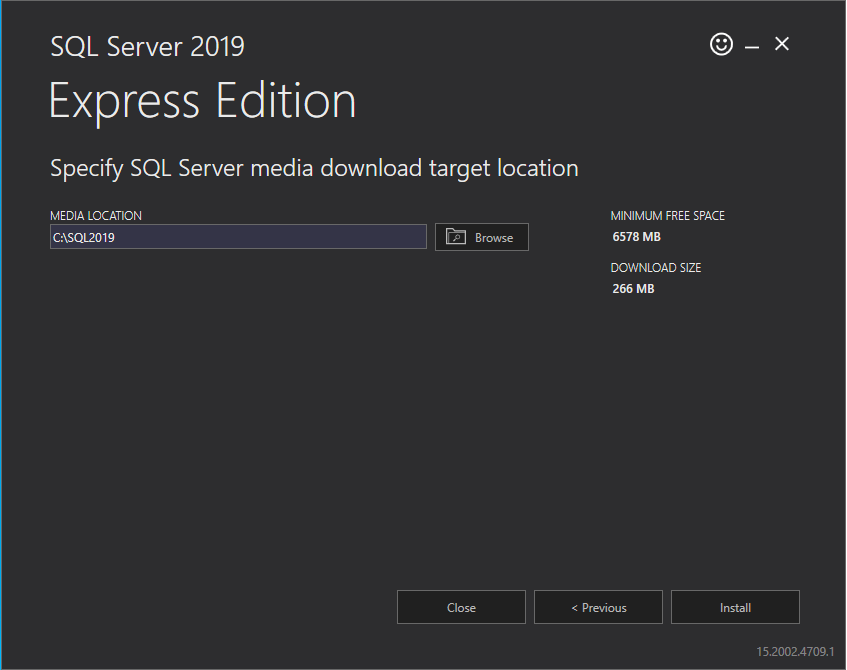 SQL Server 2019
Express Edition
Specify SQL Server media download target location
MEDIA LOCATION
C:\SQL2019
Browse
MINIMUM FREE SPACE
6578 MB
DOWNLOAD SIZE
266 MB
Close
< Previous
Install
15.2002.4709.1